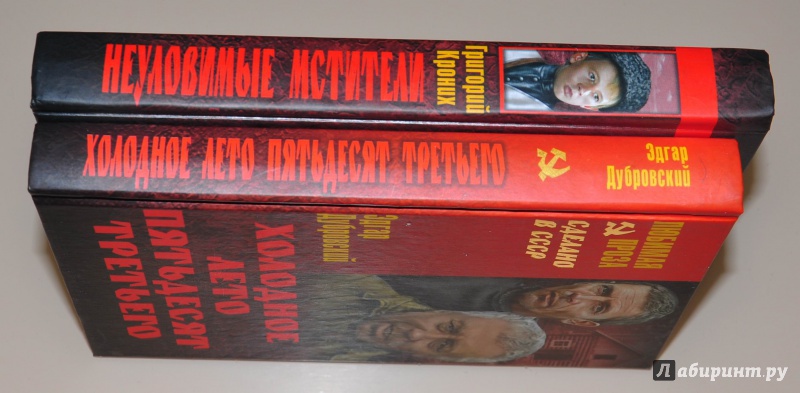 НЕУЛОВИМЫЕ МСТИТЕЛИ
Григорий
Кроних
ХОЛОДНОЕ ЛЕТО ПЯТЬДЕСЯТ ТРЕТЬЕГО
Эдгар
Дубровский
Эдгар
Дубровский
ХОЛОДНОЕ
ЛЕТО
ПЯТЬДЕСЯТ
ТРЕТЬЕГО
ЛЮБИМАЯ
ПРОЗА
СДЕЛАНО
В СССР
Лабиринт.ру